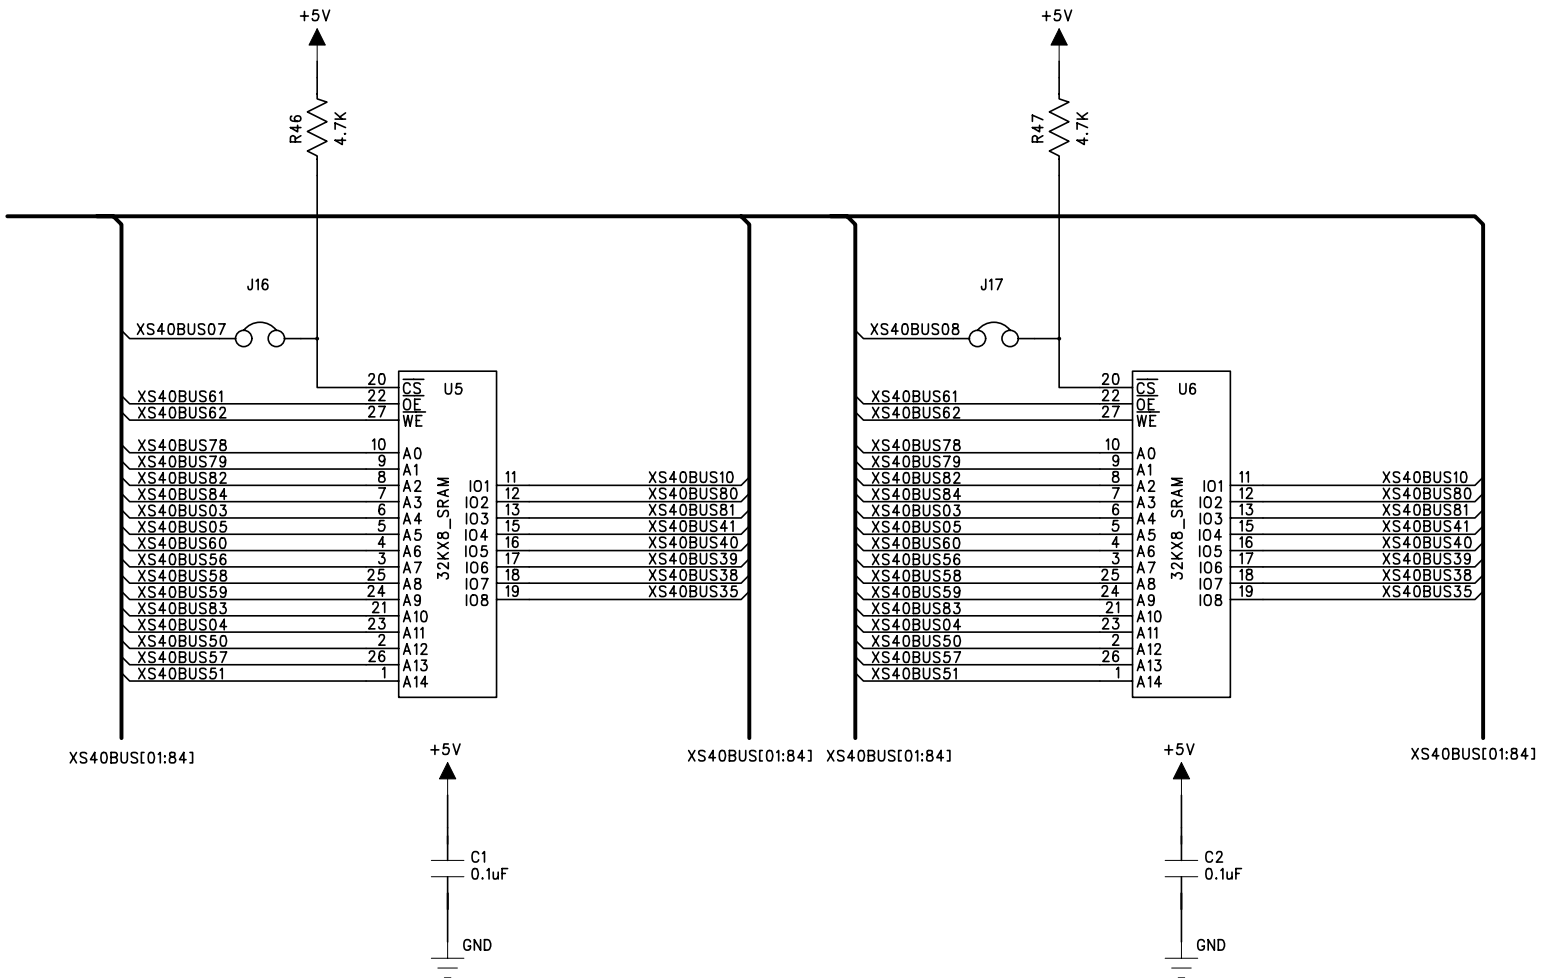 +5V +5V
R46 4.7K R47 4.7K
J16 J17
XS40BUS07 XS40BUS08
20 CS U5 20 CS U6
XS40BUS61 22 OE XS40BUS61 22 OE
XS40BUS62 27 WE XS40BUS62 27 WE
XS40BUS78 10 A0 XS40BUS78 10 A0
XS40BUS79 9 A1 XS40BUS79 9 A1
XS40BUS82 8 A2 IO1 11 XS40BUS10 XS40BUS82 8 A2 IO1 11 XS40BUS10
XS40BUS84 7 A3 IO2 12 XS40BUS80 XS40BUS84 7 A3 IO2 12 XS40BUS80
XS40BUS03 6 A4 IO3 13 XS40BUS81 XS40BUS03 6 A4 IO3 13 XS40BUS81
XS40BUS05 5 A5 IO4 15 XS40BUS41 XS40BUS05 5 A5 IO4 15 XS40BUS41
XS40BUS60 4 A6 IO5 16 XS40BUS40 XS40BUS60 4 A6 IO5 16 XS40BUS40
XS40BUS56 3 A7 IO6 17 XS40BUS39 XS40BUS56 3 A7 IO6 17 XS40BUS39
XS40BUS58 25 A8 IO7 18 XS40BUS38 XS40BUS58 25 A8 IO7 18 XS40BUS38
XS40BUS59 24 A9 IO8 19 XS40BUS35 XS40BUS59 24 A9 IO8 19 XS40BUS35
XS40BUS83 21 A10 XS40BUS83 21 A10
XS40BUS04 23 A11 XS40BUS04 23 A11
XS40BUS50 2 A12 XS40BUS50 2 A12
XS40BUS57 26 A13 XS40BUS57 26 A13
XS40BUS51 1 A14 XS40BUS51 1 A14
32KX8_SRAM 32KX8_SRAM
XS40BUS[01:84] XS40BUS[01:84] XS40BUS[01:84] XS40BUS[01:84]
+5V +5V
C1 C2
0.1uF 0.1uF
GND GND